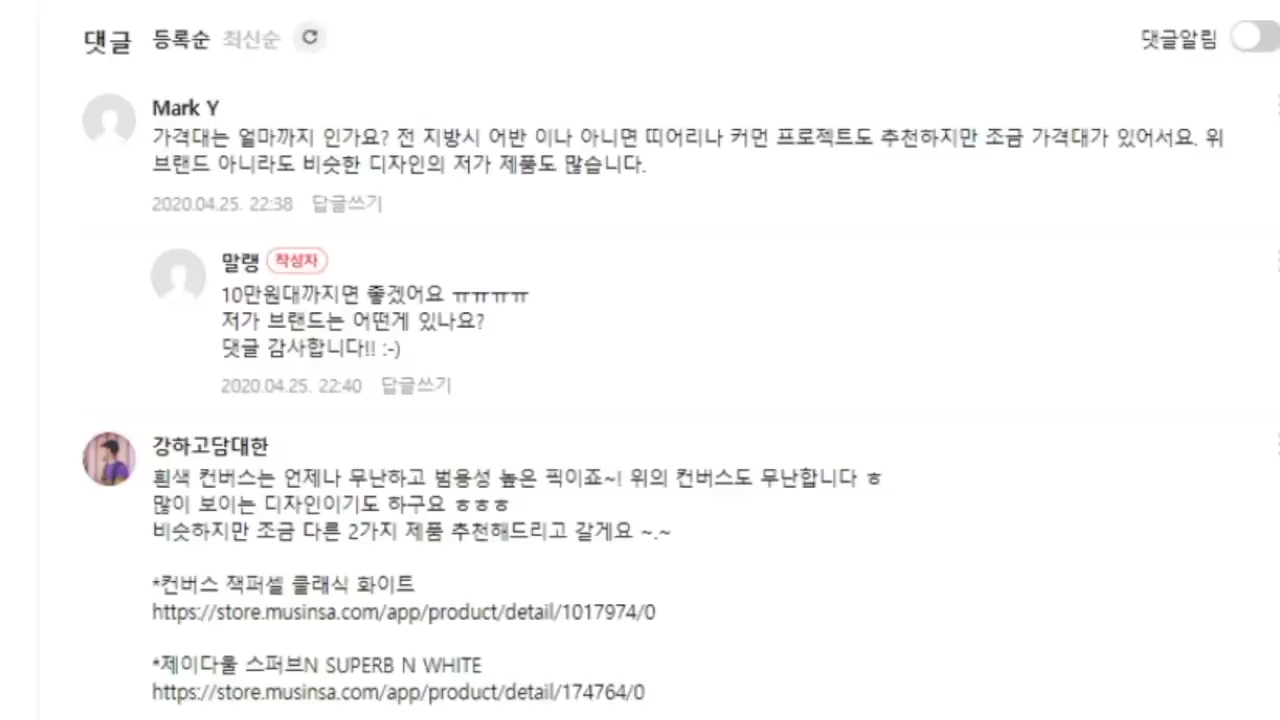 댓글 등록순 최신순
댓글알림
Mark Y
가격대는 얼마까지 인가요? 전 지방시 어반 이나 아니면 띠어리나 커먼 프로젝트도 추천하지만 조금 가격대가 있어서요. 위
브랜드 아니라도 비슷한 디자인의 저가 제품도 많습니다.
2020.04.25. 22:38 답글쓰기
말랭 작성자
10만원대까지면 좋겠어요 ㅠㅠㅠㅠ
저가 브랜드는 어떤게 있나요?
댓글 감사합니다!! :-)
2020.04.25. 22:40 답글쓰기
강하고담대한
흰색 컨버스는 언제나 무난하고 범용성 높은 픽이죠~! 위의 컨버스도 무난합니다 ㅎ
많이 보이는 디자인이기도 하구요 ㅎㅎㅎ
비슷하지만 조금 다른 2가지 제품 추천해드리고 갈게요 ~.~
*컨버스 잭퍼셀 클래식 화이트
https://store.musinsa.com/app/product/detail/1017974/0
*제이다울 스퍼브N SUPERB N WHITE
https://store.musinsa.com/app/product/detail/174764/0